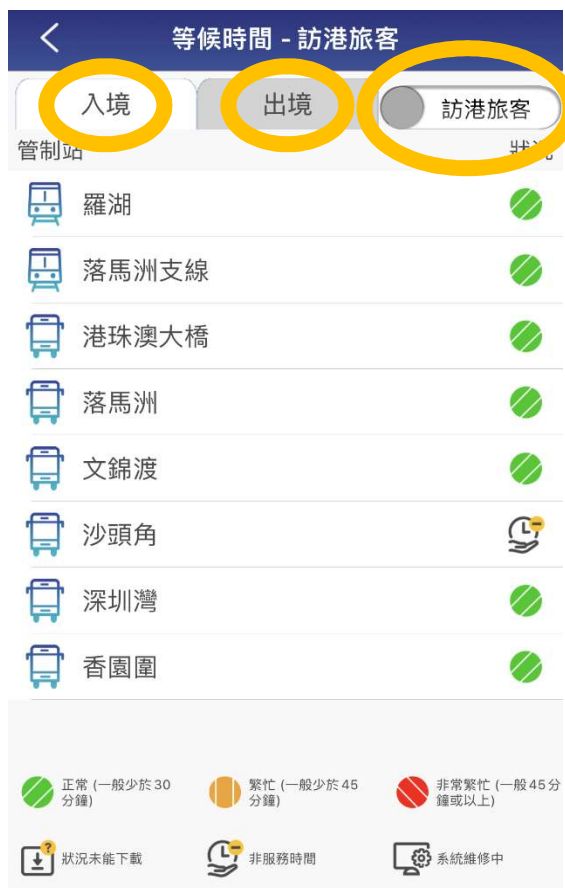 等候時間 - 訪港旅客
入境
出境
訪港旅客
管制站
狀況
羅湖
落馬洲支線
港珠澳大橋
落馬洲
文錦渡
沙頭角
深圳灣
香園圍
正常 (一般少於30
分鐘)
繁忙 (一般少於45
分鐘)
非常繁忙 (一般45分
鐘或以上)
狀況未能下載
非服務時間
系統維修中